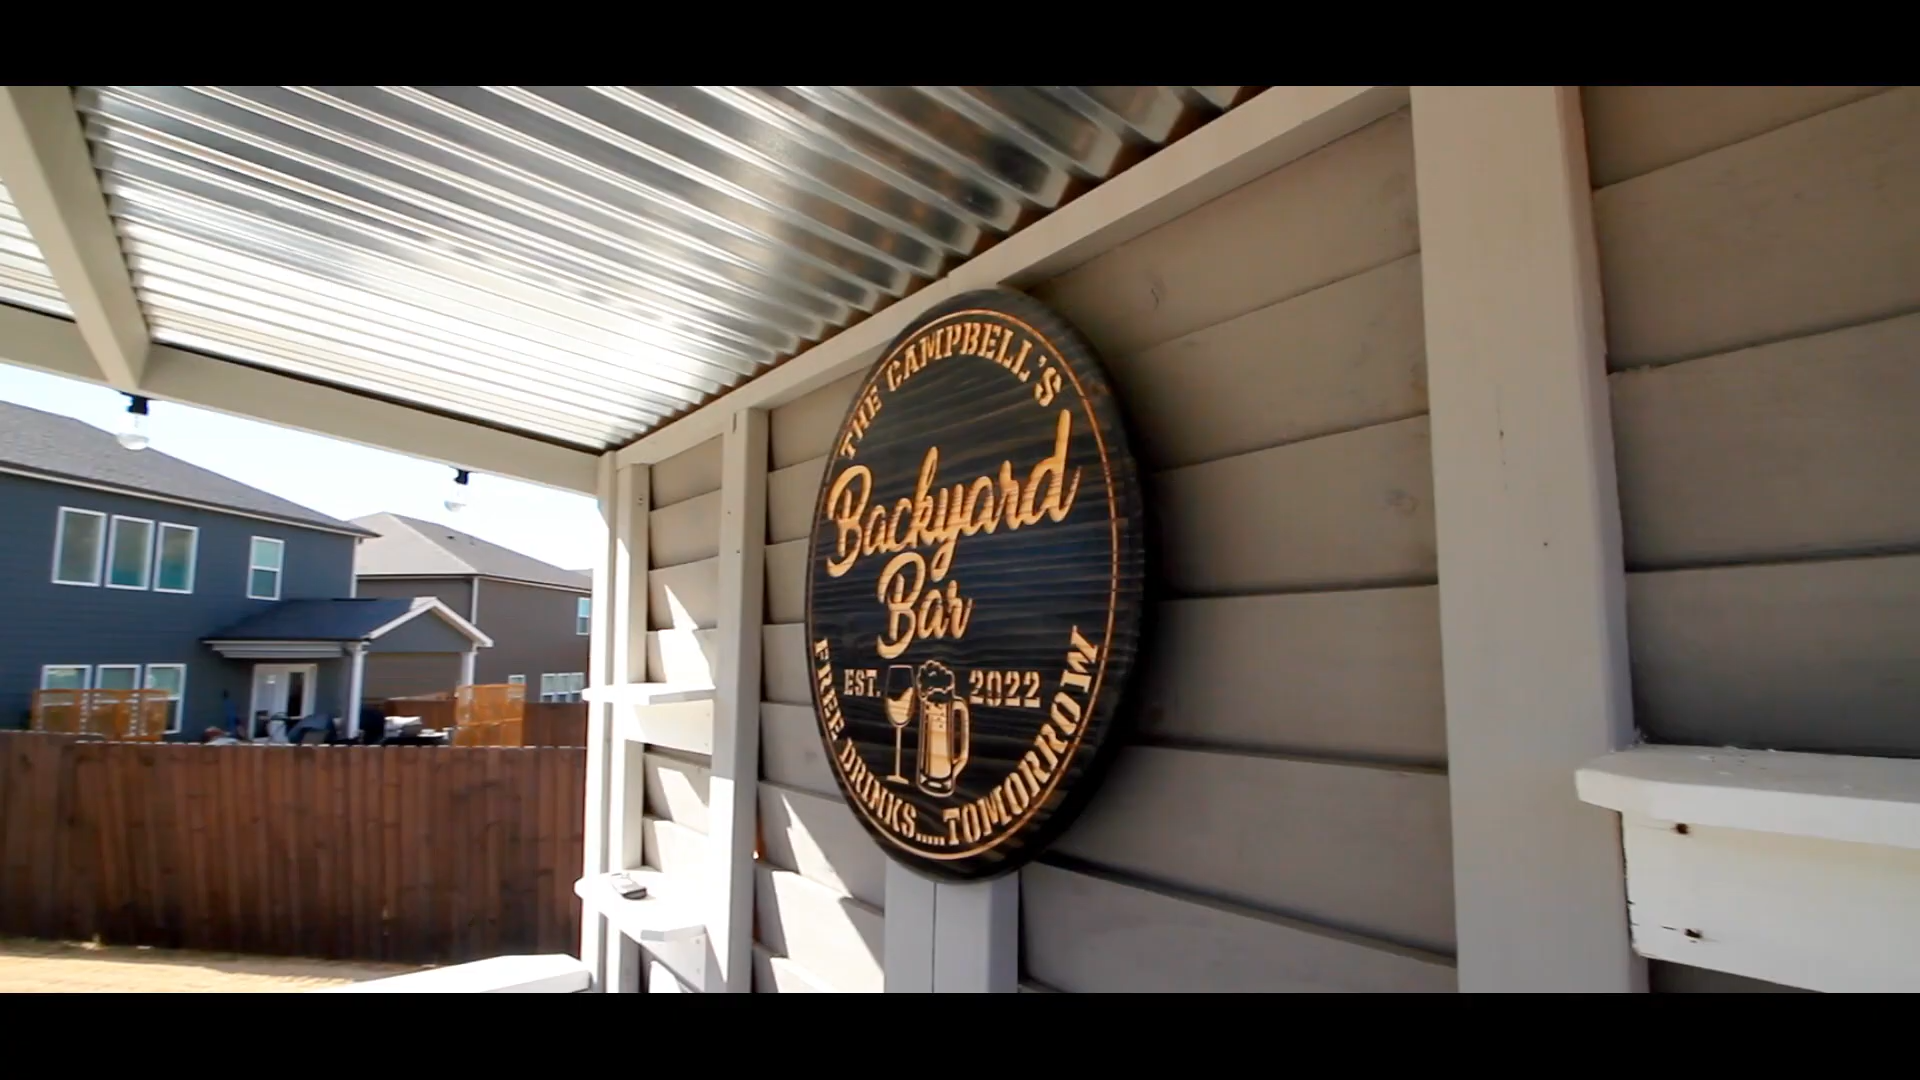 THE CAMPBELL'S
Backyard
Bar
EST. 2022
FREE DRINKS.....TOMORROW